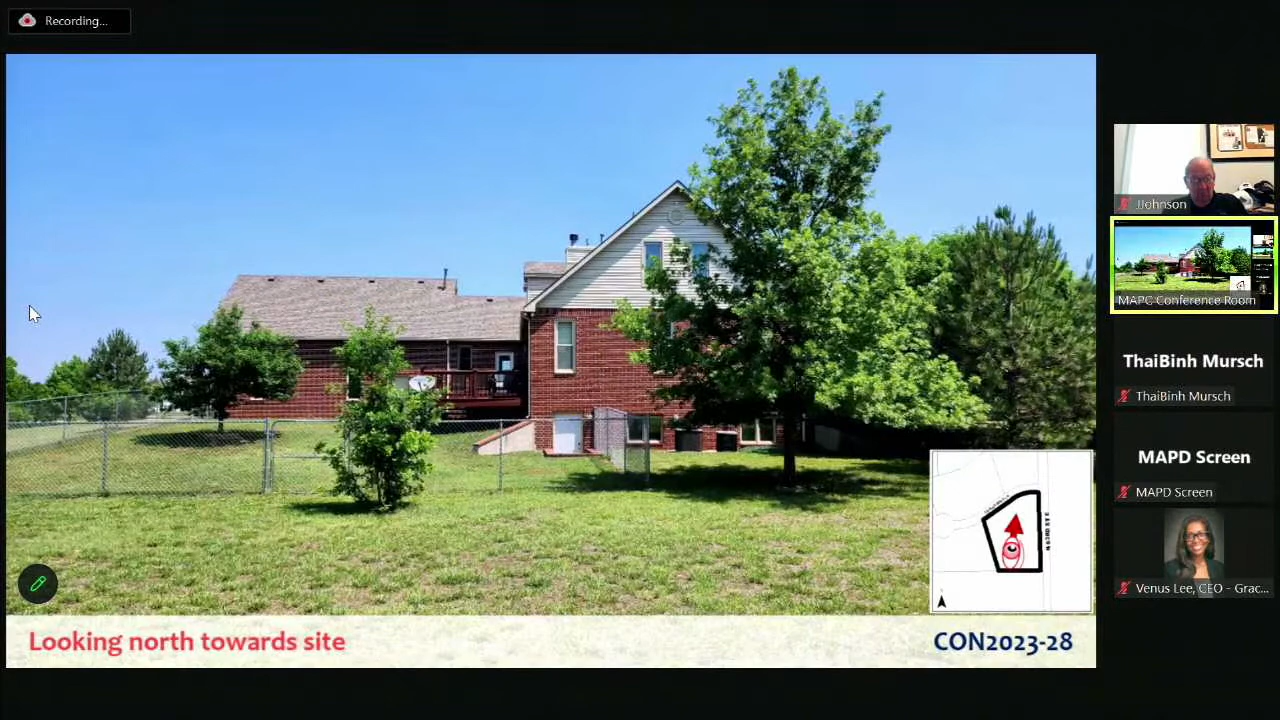 Recording...
JJohnson
MAPC Conference Room
ThaiBinh Mursch
ThaiBinh Mursch
MAPD Screen
MAPD Screen
Venus Lee, CEO - Grac...
Looking north towards site
CON2023-28